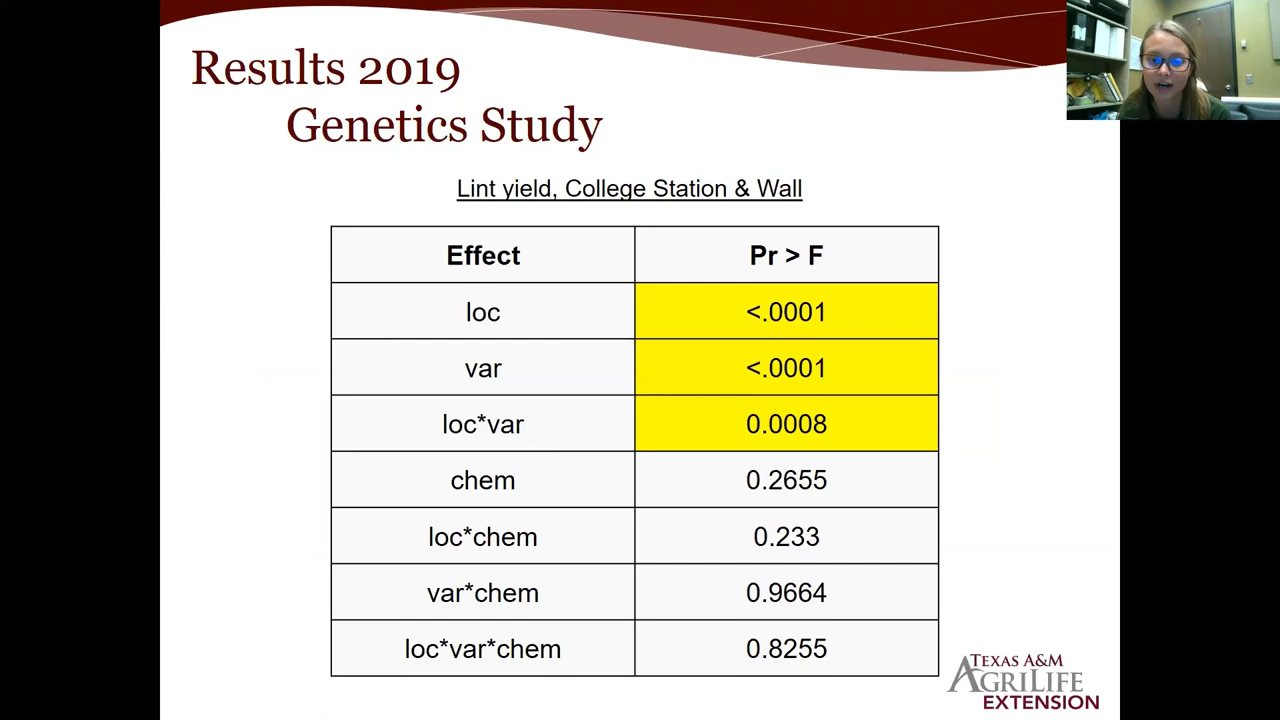 Results 2019
Genetics Study
Lint yield, College Station & Wall
Effect Pr > F
loc <.0001
var <.0001
loc*var 0.0008
chem 0.2655
loc*chem 0.233
var*chem 0.9664
loc*var*chem 0.8255
TEXAS A&M
AGRILIFE
EXTENSION